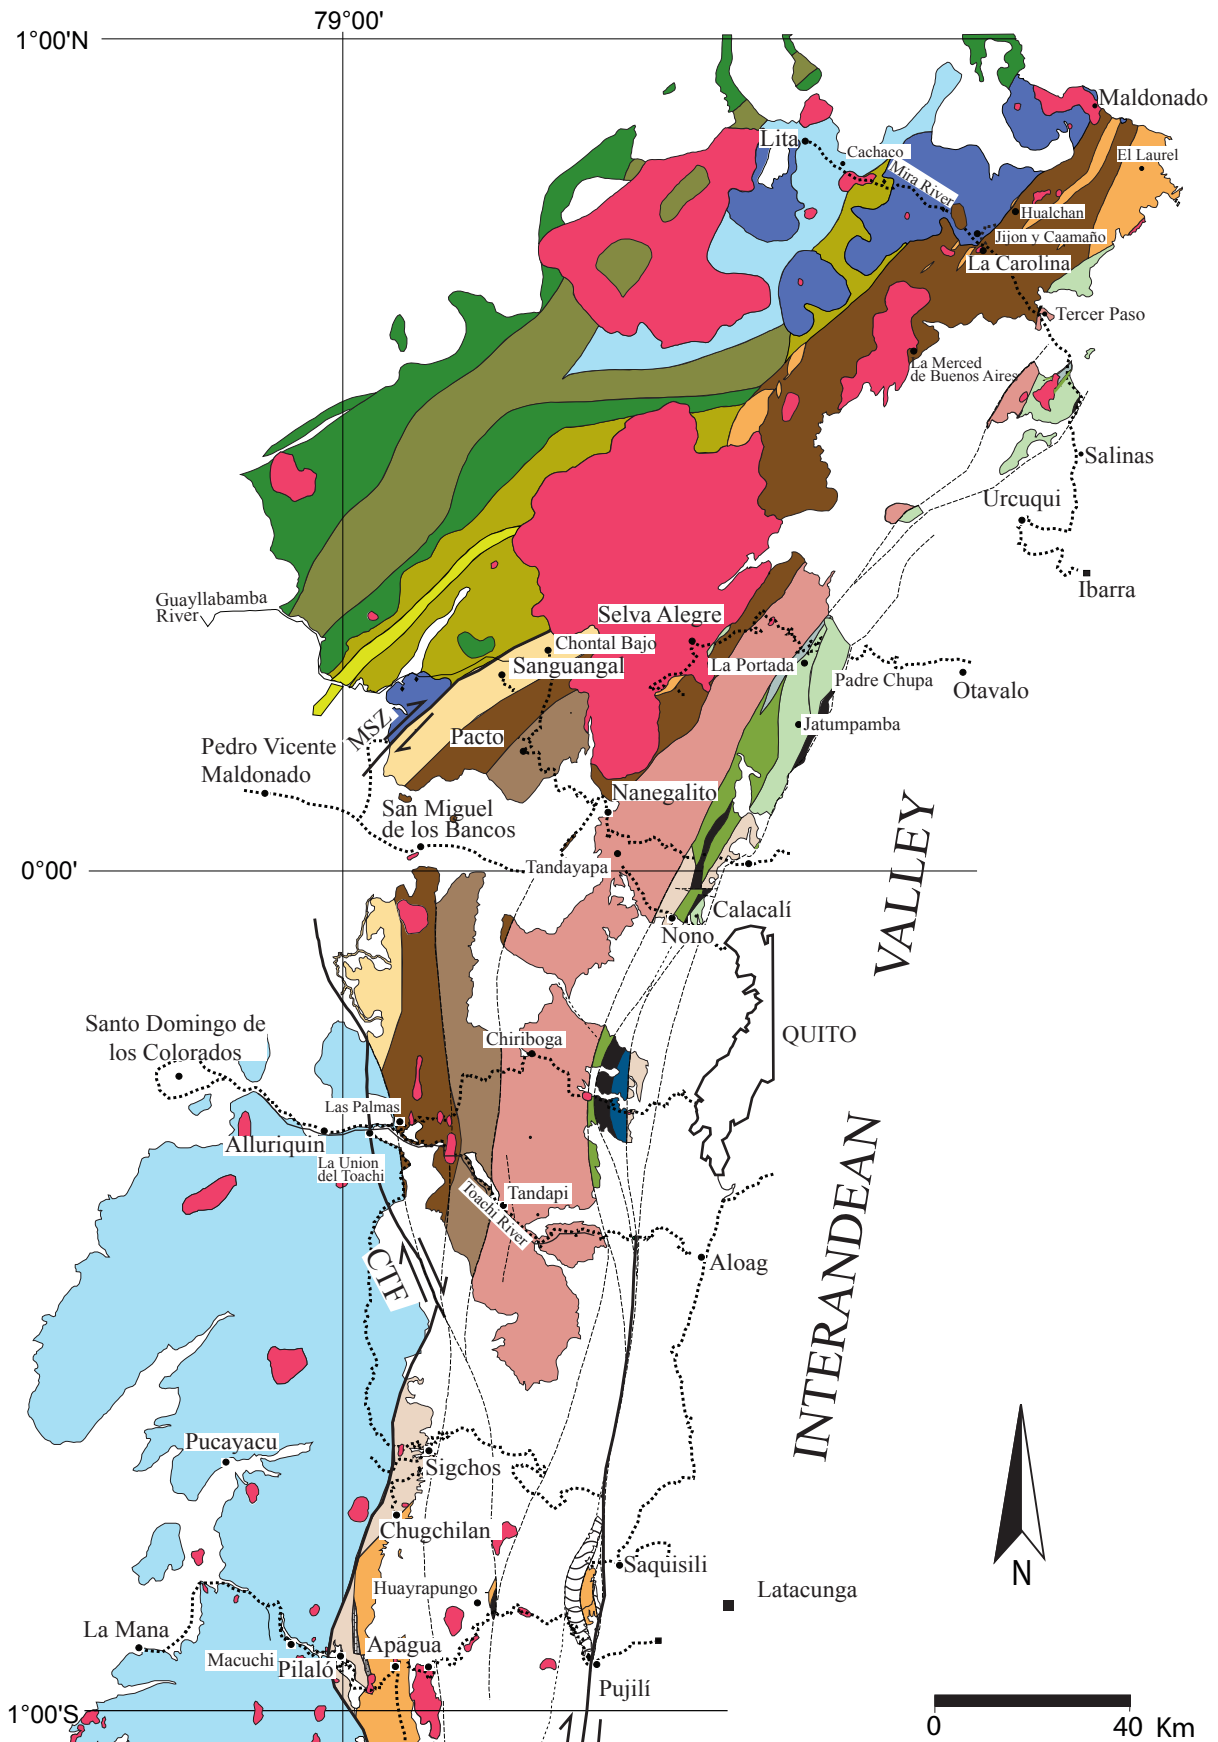 79°00'
1°00'N
Maldonado
Lita
Cachaco
El Laurel
Mira River
Hualchan
Jijon y Caamaño
La Carolina
Tercer Paso
La Merced
de Buenos Aires
Salinas
Urcuqui
Ibarra
Guayllabamba
River
Selva Alegre
Chontal Bajo
Sanguangal
La Portada
Padre Chupa
Otavalo
Jatumpamba
MSZ
Pacto
Pedro Vicente
Maldonado
Nanegalito
San Miguel
de los Bancos
Tandayapa
0°00'
Calacalí
Nono
VALLEY
Santo Domingo de
los Colorados
Chiriboga
QUITO
Las Palmas
Alluriquin
La Union
del Toachi
Tandapi
Toachi River
Aloag
CTF
INTERANDEAN
Pucayacu
Sigchos
Chugchilan
N
Saquisili
Huayrapungo
Latacunga
La Mana
Apagua
Macuchi
Pilaló
Pujilí
1°00'S
0 40 Km